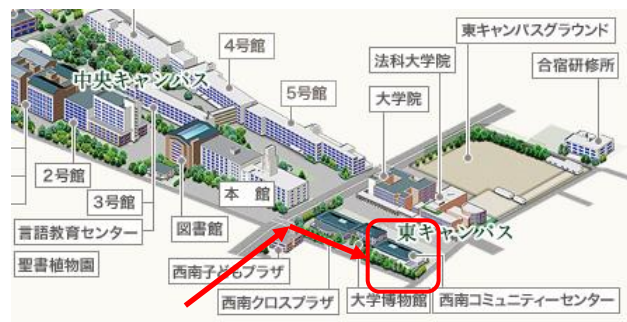 4号館
東キャンパスグラウンド
法科大学院
合宿研修所
中央キャンパス
5号館
大学院
2号館
3号館
本 館
言語教育センター
図書館
東キャンパス
聖書植物園
西南子どもプラザ
西南クロスプラザ
大学博物館
西南コミュニティーセンター